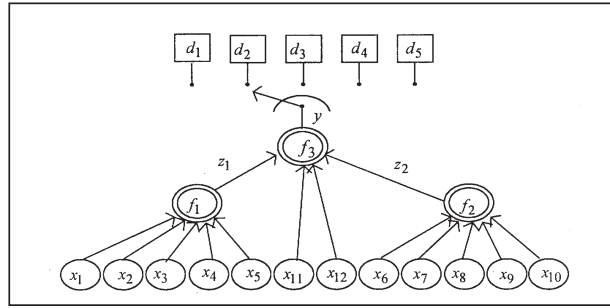 d1 d2 d3 d4 d5
y
f3
z1 z2
f1 f2
x1 x2 x3 x4 x5 x11 x12 x6 x7 x8 x9 x10